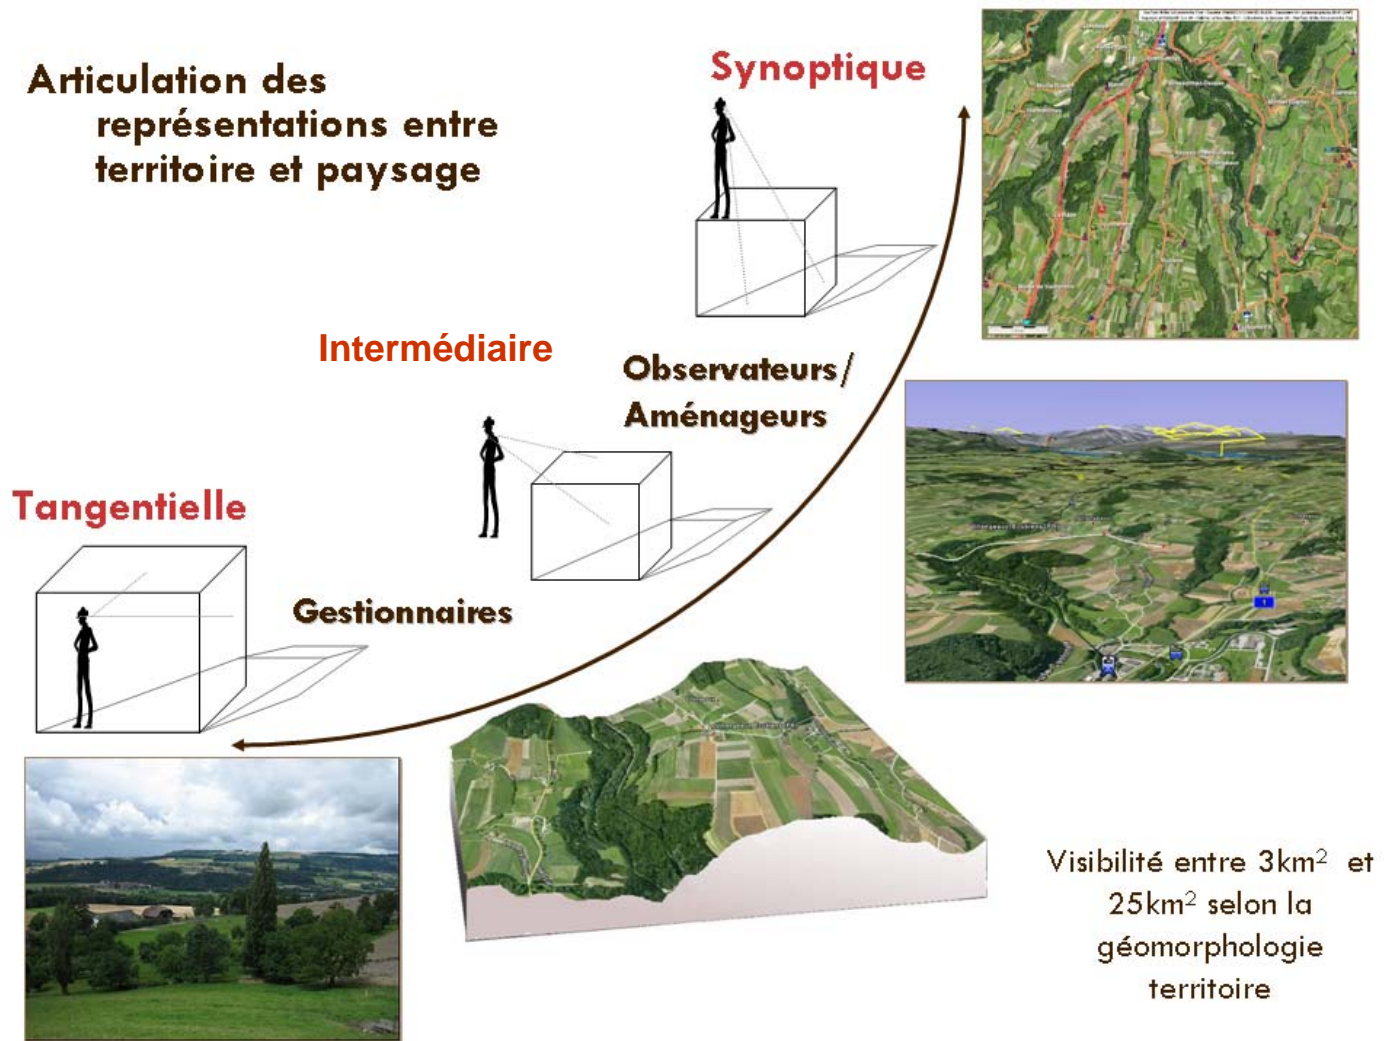 Articulation des
représentations entre
territoire et paysage
Synoptique
Intermédiaire
Observateurs/
Aménageurs
Tangentielle
Gestionnaires
Visibilité entre 3km² et
25km² selon la
géomorphologie
territoire